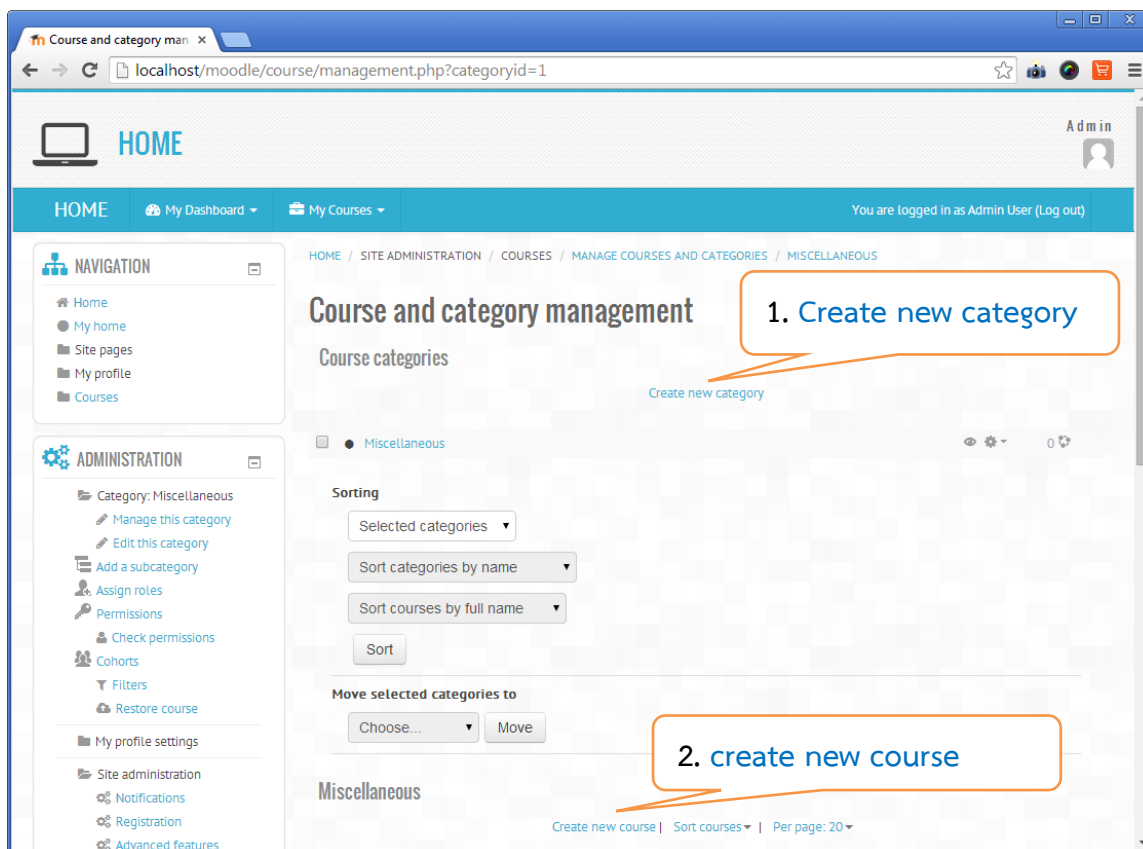 Course and category man
localhost/moodle/course/management.php?categoryid=1
HOME
Admin
HOME My Dashboard My Courses You are logged in as Admin User (Log out)
NAVIGATION
Home
My home
Site pages
My profile
Courses
ADMINISTRATION
Category: Miscellaneous
Manage this category
Edit this category
Add a subcategory
Assign roles
Permissions
Check permissions
Cohorts
Filters
Restore course
My profile settings
Site administration
Notifications
Registration
Advanced features
HOME / SITE ADMINISTRATION / COURSES / MANAGE COURSES AND CATEGORIES / MISCELLANEOUS
Course and category management
1. Create new category
Course categories
Create new category
Miscellaneous 0
Sorting
Selected categories
Sort categories by name
Sort courses by full name
Sort
Move selected categories to
Choose... Move
2. create new course
Miscellaneous
Create new course | Sort courses | Per page: 20